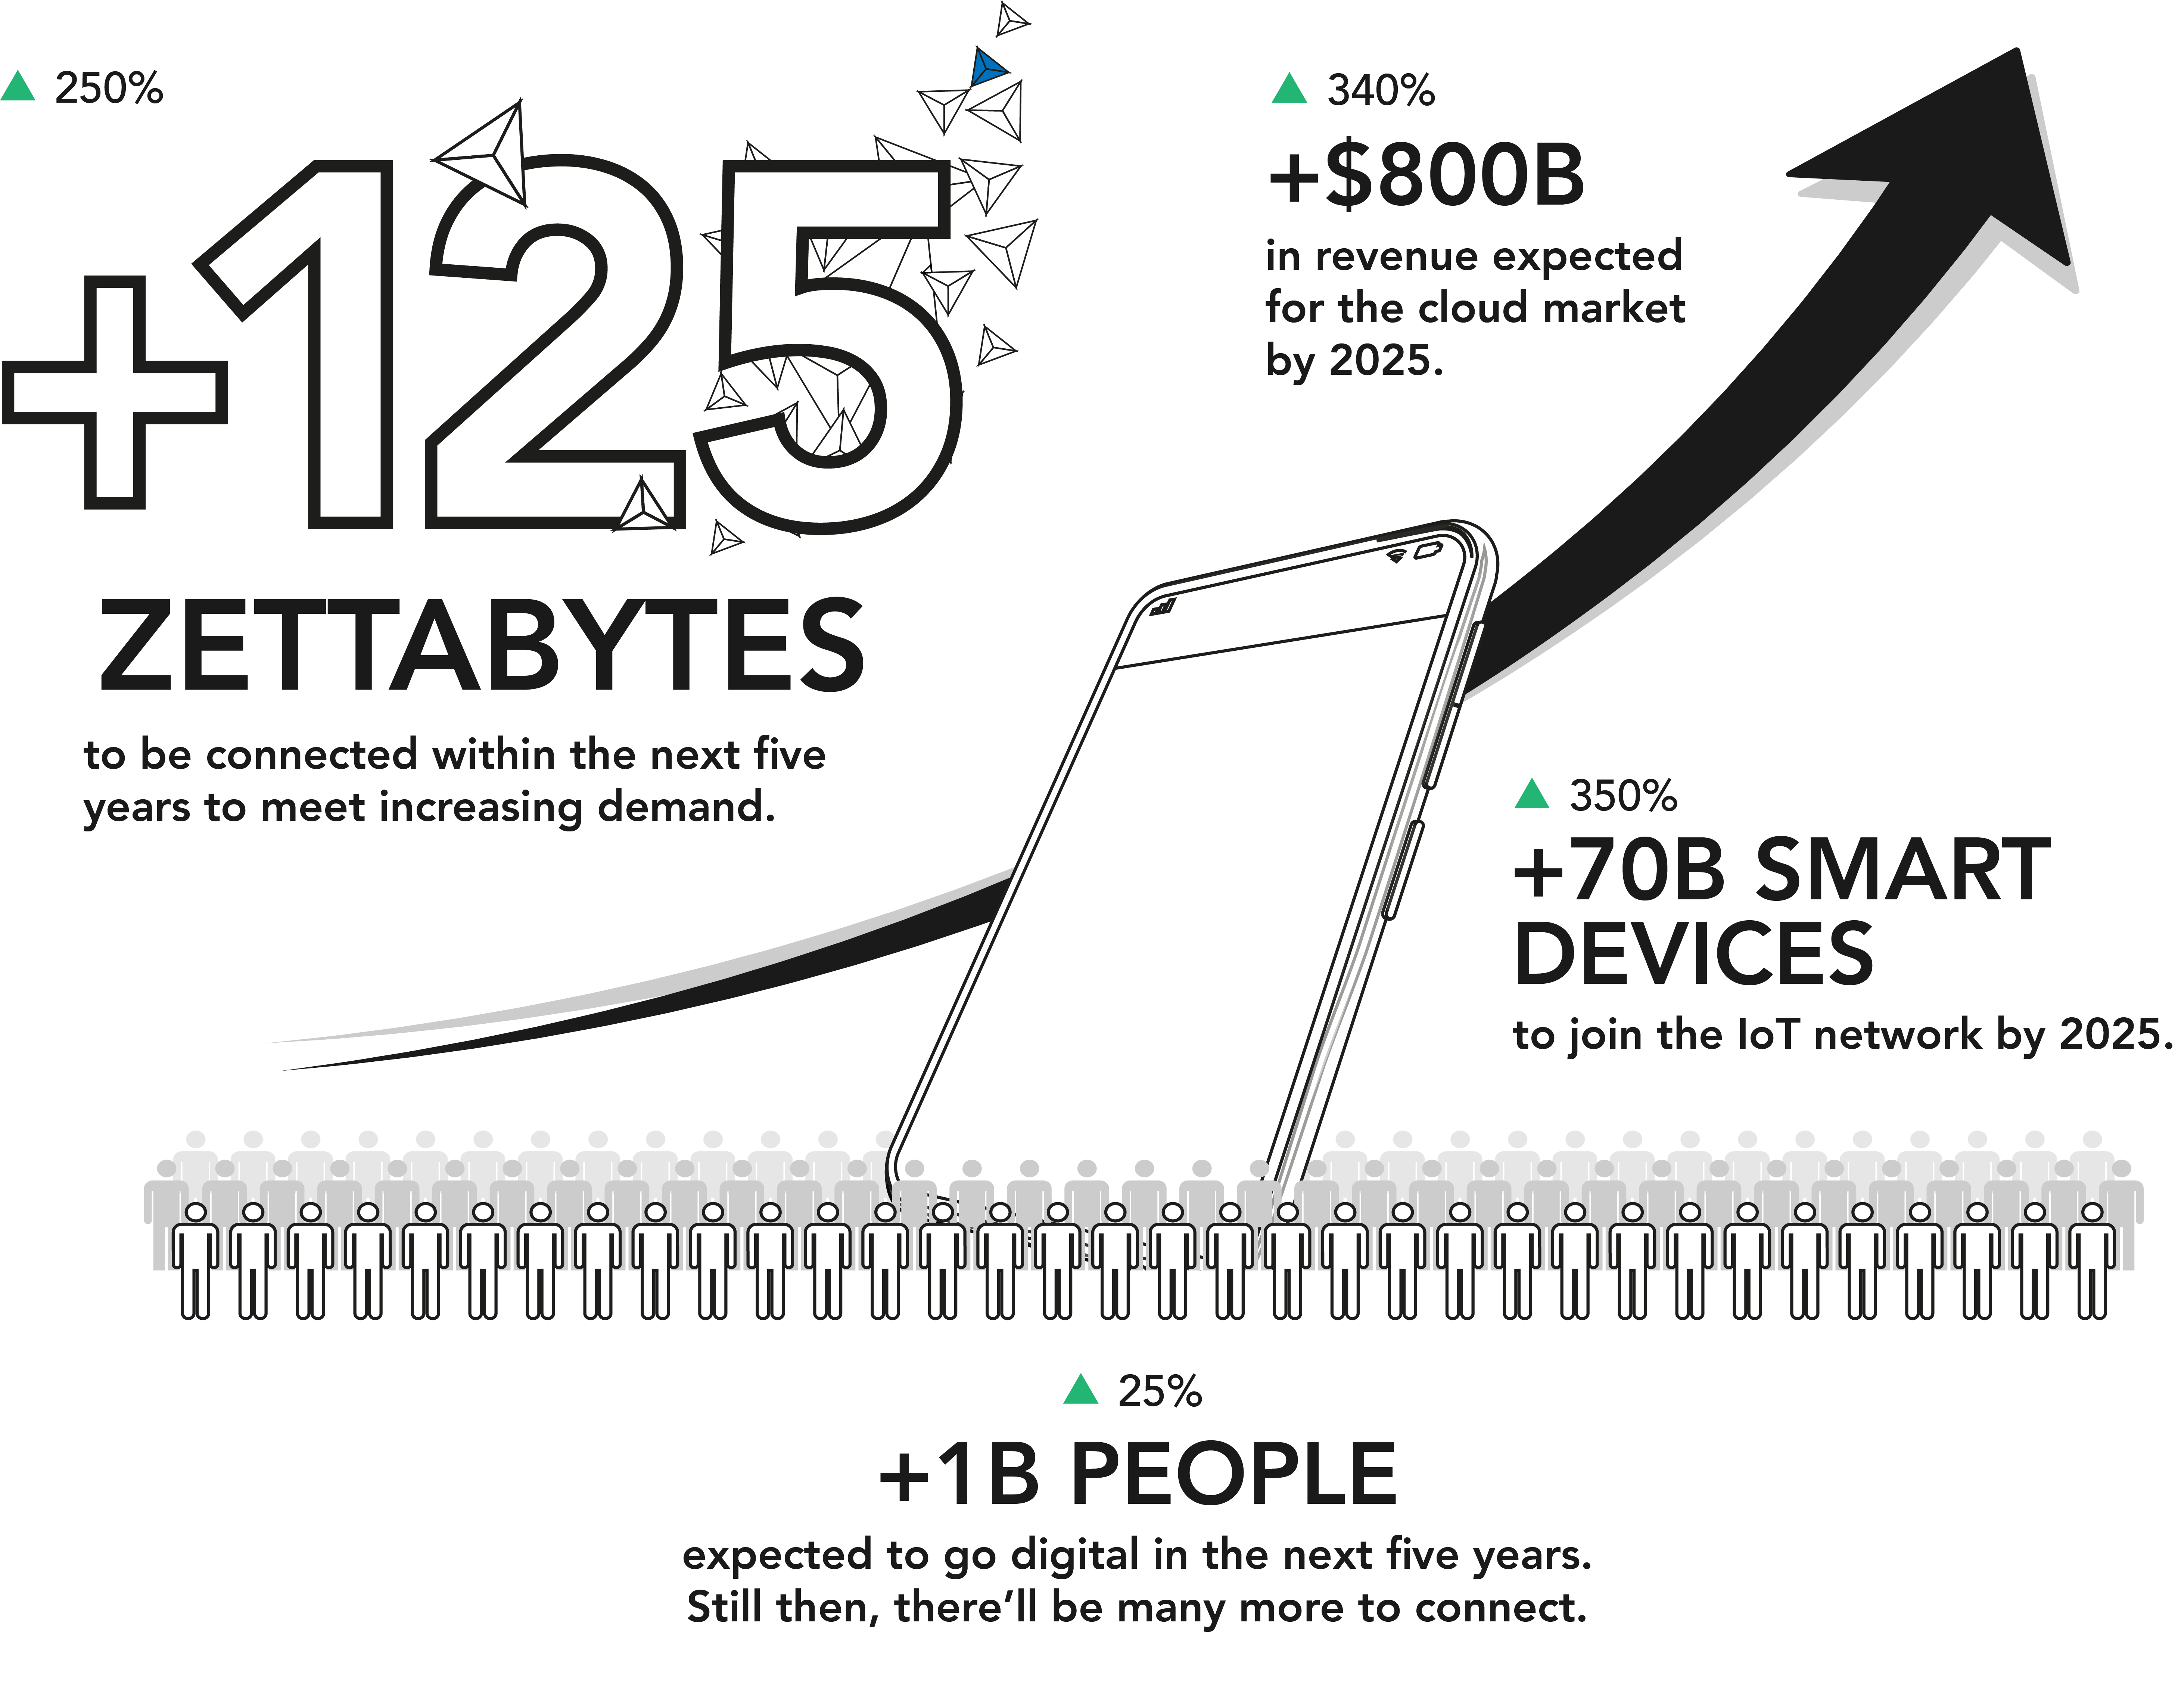 250%
+125
ZETTABYTES
to be connected within the next five
years to meet increasing demand.
340%
+$800B
in revenue expected
for the cloud market
by 2025.
350%
+70B SMART
DEVICES
to join the IoT network by 2025.
25%
+1B PEOPLE
expected to go digital in the next five years.
Still then, there’ll be many more to connect.